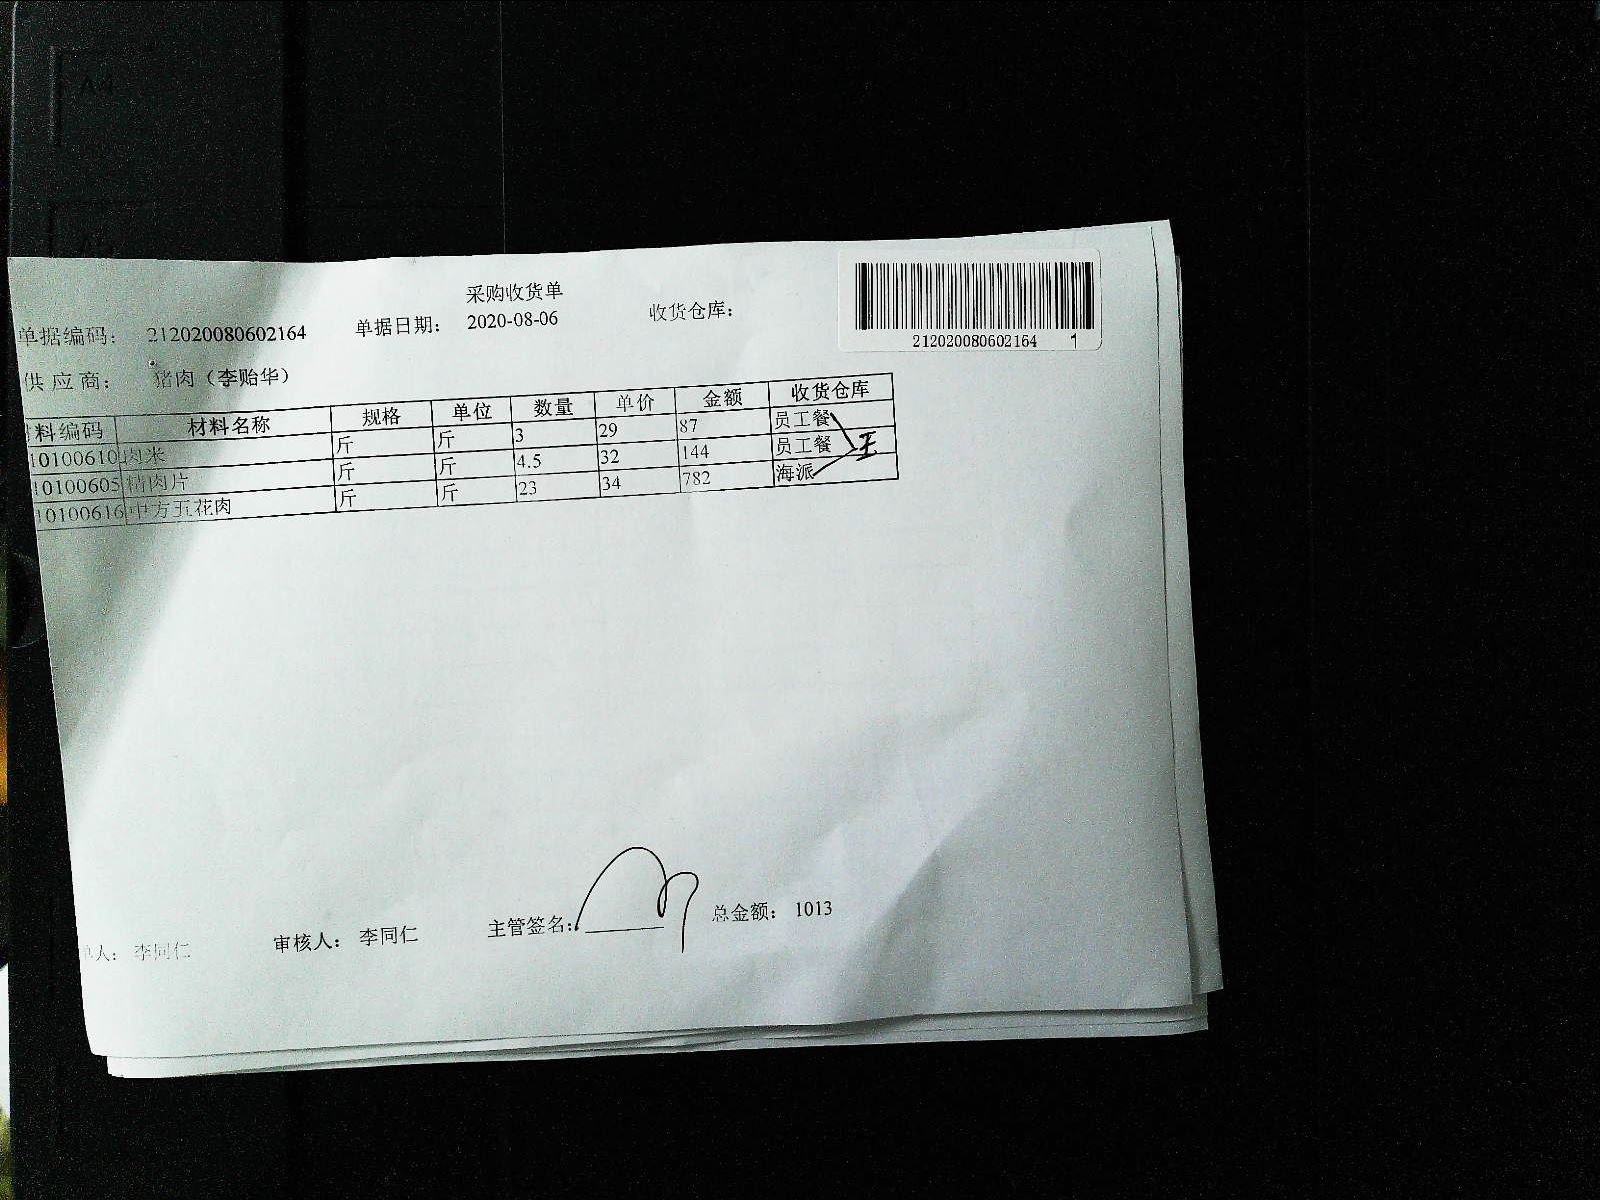 采购收货单
单据编码： 212020080602164 单据日期： 2020-08-06 收货仓库：
212020080602164 1
供应商： 猪肉（李贻华）
料编码 材料名称 规格 单位 数量 单价 金额 收货仓库
10100610 肉米 斤 斤 3 29 87 员工餐
10100605 精肉片 斤 斤 4.5 32 144 员工餐 王
10100616 中方五花肉 斤 斤 23 34 782 海派
单人： 李同仁 审核人： 李同仁 主管签名： 总金额： 1013